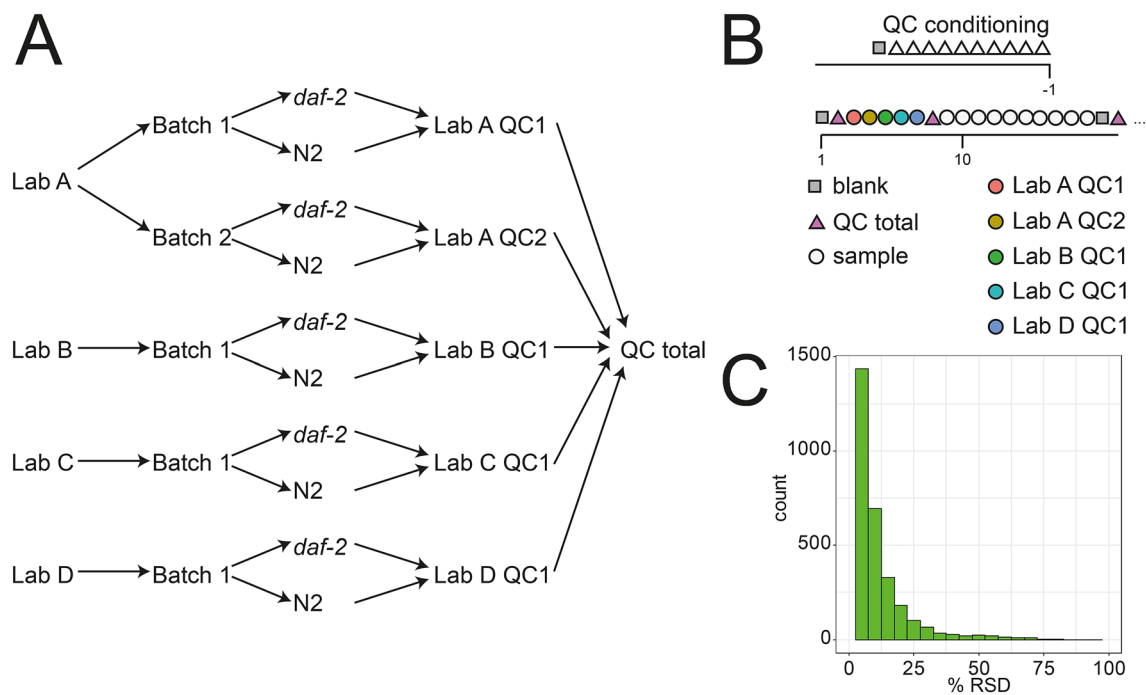 A
Lab A
Batch 1
daf-2
N2
Lab A QC1
Batch 2
daf-2
N2
Lab A QC2
Lab B
Batch 1
daf-2
N2
Lab B QC1
QC total
Lab C
Batch 1
daf-2
N2
Lab C QC1
Lab D
Batch 1
daf-2
N2
Lab D QC1
B
QC conditioning
-1
...
1
10
blank
QC total
sample
Lab A QC1
Lab A QC2
Lab B QC1
Lab C QC1
Lab D QC1
C
1500
1000
500
0
count
0
25
50
75
100
% RSD